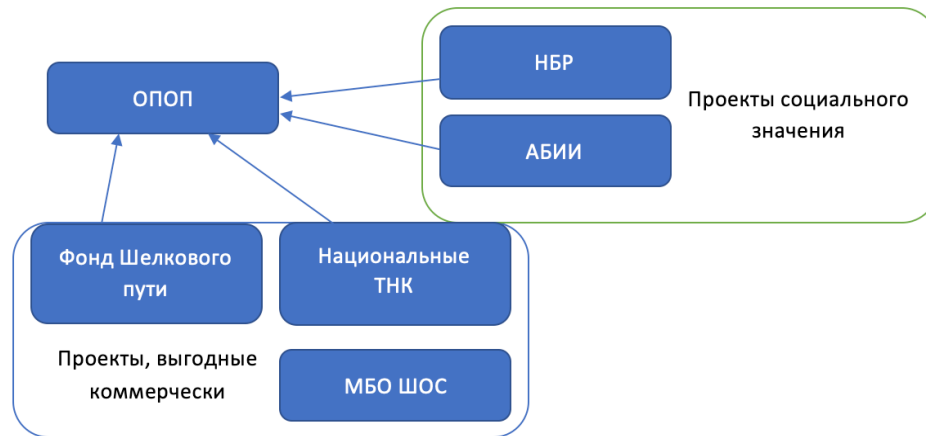 НБР
ОПОП
Проекты социального
значения
АБИИ
Фонд Шелкового
пути
Национальные
ТНК
Проекты, выгодные
коммерчески
МБО ШОС